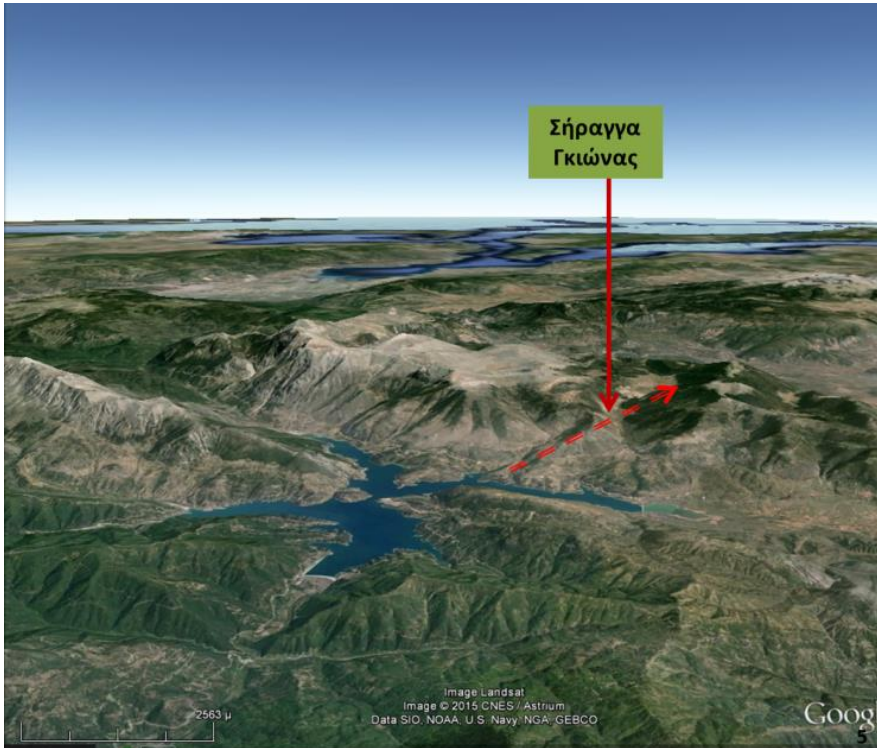 Σήραγγα
Γκιώνας
Image Landsat
Image © 2015 CNES / Astrium
Data SIO, NOAA, U.S. Navy, NGA, GEBCO
2563 μ
Goog
5